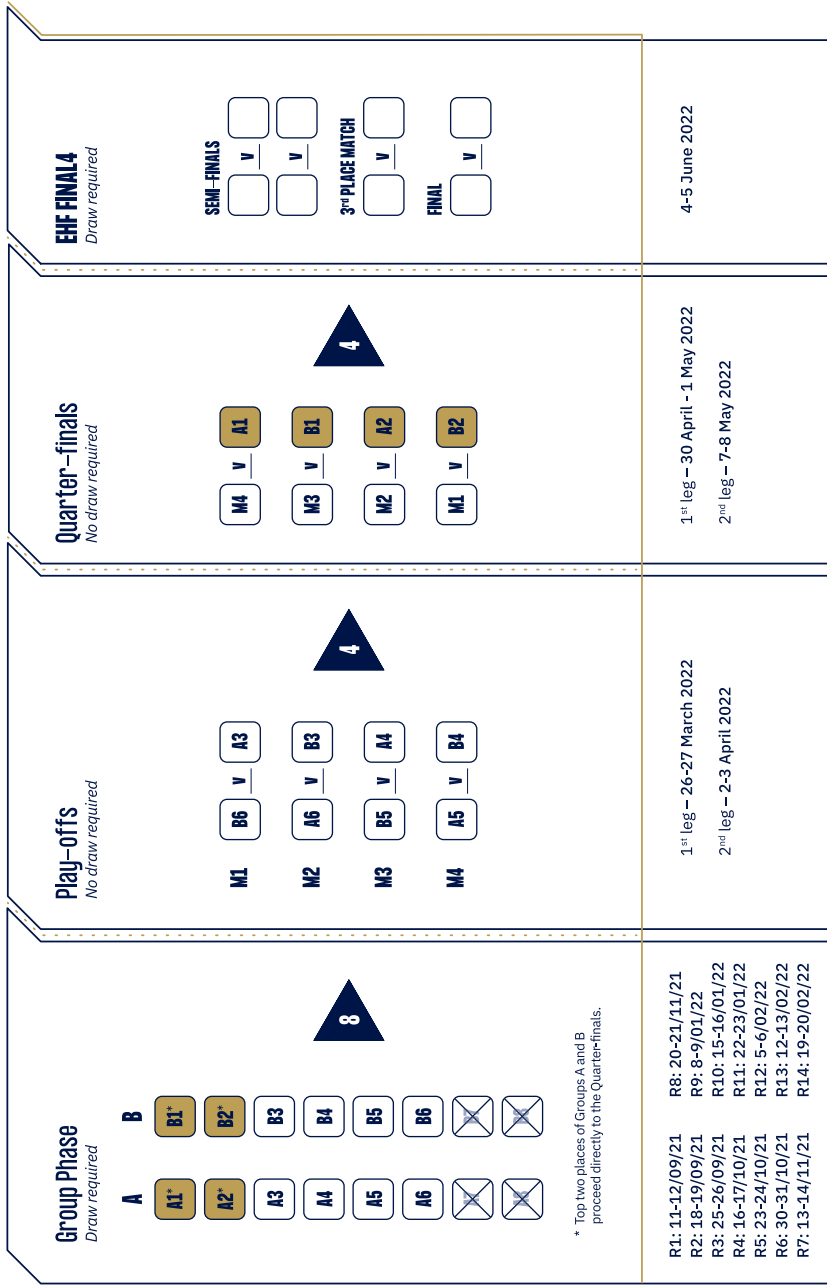 Group Phase
Draw required
A B
A1* B1*
A2* B2*
A3 B3
A4 B4
A5 B5
A6 B6
A7 B7
A8 B8
8
* Top two places of Groups A and B
proceed directly to the Quarter-finals.
R1: 11-12/09/21 R8: 20-21/11/21
R2: 18-19/09/21 R9: 8-9/01/22
R3: 25-26/09/21 R10: 15-16/01/22
R4: 16-17/10/21 R11: 22-23/01/22
R5: 23-24/10/21 R12: 5-6/02/22
R6: 30-31/10/21 R13: 12-13/02/22
R7: 13-14/11/21 R14: 19-20/02/22
Play-offs
No draw required
M1 B6 v A3
M2 A6 v B3
M3 B5 v A4
M4 A5 v B4
4
1st leg – 26-27 March 2022
2nd leg – 2-3 April 2022
Quarter-finals
No draw required
M4 v A1
M3 v B1
M2 v A2
M1 v B2
4
1st leg – 30 April - 1 May 2022
2nd leg – 7-8 May 2022
EHF FINAL4
Draw required
SEMI-FINALS
v
v
3rd PLACE MATCH
v
FINAL
v
4-5 June 2022